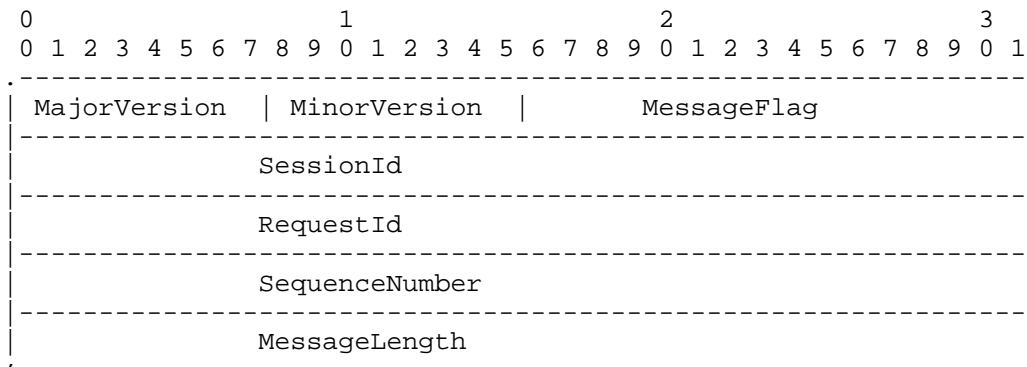 0                   1                   2                   3
0 1 2 3 4 5 6 7 8 9 0 1 2 3 4 5 6 7 8 9 0 1 2 3 4 5 6 7 8 9 0 1
.---------------------------------------------------------------
| MajorVersion  | MinorVersion  |       MessageFlag
|---------------------------------------------------------------
|               SessionId
|---------------------------------------------------------------
|               RequestId
|---------------------------------------------------------------
|               SequenceNumber
|---------------------------------------------------------------
|               MessageLength